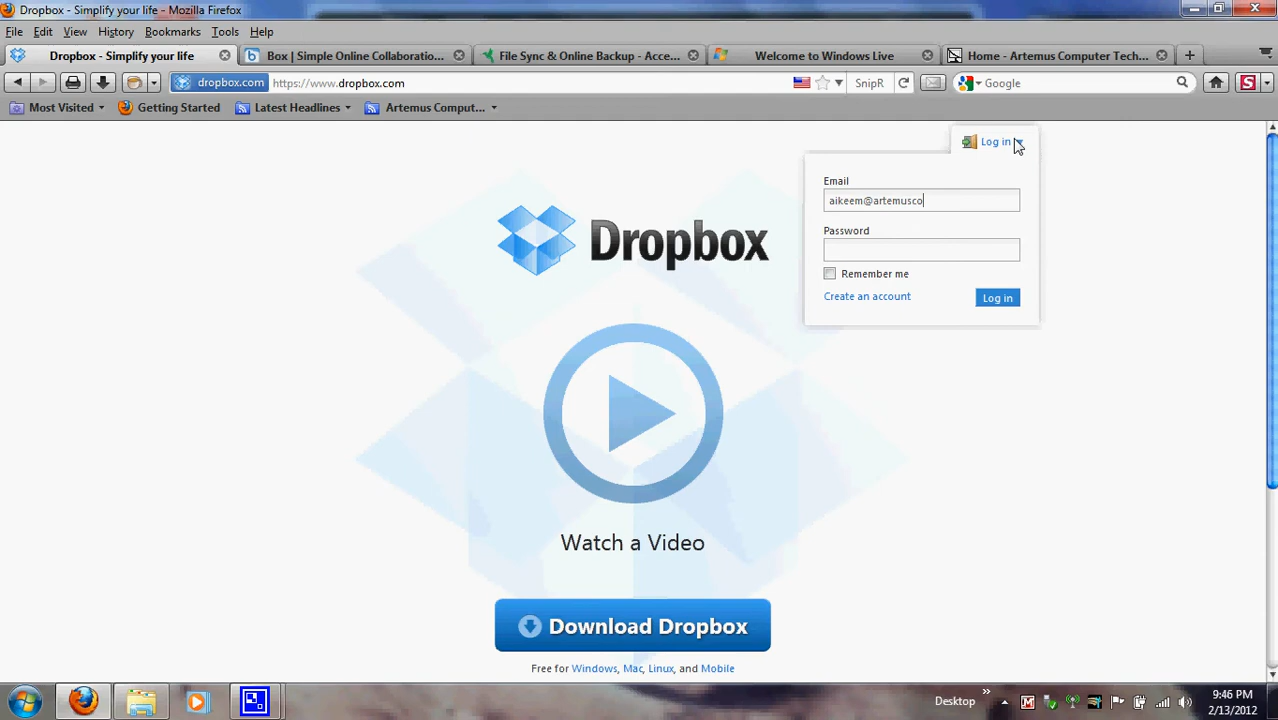 Dropbox - Simplify your life - Mozilla Firefox
File Edit View History Bookmarks Tools Help
Dropbox - Simplify your life
Box | Simple Online Collaboratio...
File Sync & Online Backup - Acce...
Welcome to Windows Live
Home - Artemus Computer Tech...
dropbox.com https://www.dropbox.com SnipR Google
Most Visited Getting Started Latest Headlines Artemus Comput...
Log in
Email
aikeem@artemusco
Password
Remember me
Create an account Log in
Dropbox
Watch a Video
Download Dropbox
Free for Windows, Mac, Linux, and Mobile
Desktop
9:46 PM
2/13/2012